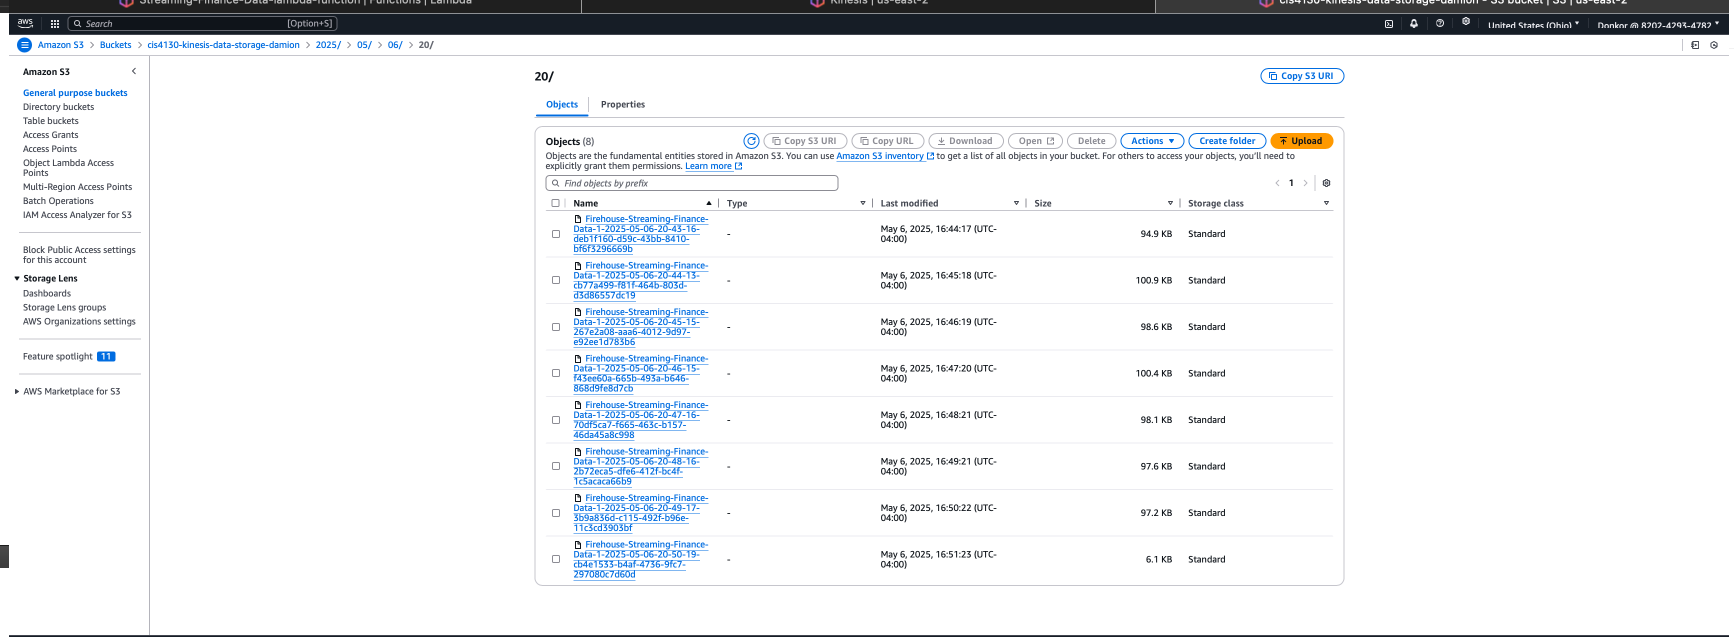 Streaming-Finance-Data-lambda-function | Functions | Lambda
Kinesis | us-east-2
cis4130-kinesis-data-storage-damion - S3 bucket | S3 | us-east-2
aws
Search
[Option+S]
United States (Ohio)
Donkor @ 8202-4293-4782
Amazon S3 > Buckets > cis4130-kinesis-data-storage-damion > 2025/ > 05/ > 06/ > 20/
Amazon S3
General purpose buckets
Directory buckets
Table buckets
Access Grants
Access Points
Object Lambda Access
Points
Multi-Region Access Points
Batch Operations
IAM Access Analyzer for S3
Block Public Access settings
for this account
Storage Lens
Dashboards
Storage Lens groups
AWS Organizations settings
Feature spotlight 11
AWS Marketplace for S3
20/
Copy S3 URI
Objects
Properties
Objects (8)
Copy S3 URI
Copy URL
Download
Open
Delete
Actions
Create folder
Upload
Objects are the fundamental entities stored in Amazon S3. You can use Amazon S3 inventory to get a list of all objects in your bucket. For others to access your objects, you'll need to
explicitly grant them permissions. Learn more
Find objects by prefix
1
Name
Type
Last modified
Size
Storage class
Firehouse-Streaming-Finance-
Data-1-2025-05-06-20-43-16-
deb1f160-d59c-43bb-8410-
bf6f3296669b
-
May 6, 2025, 16:44:17 (UTC-
04:00)
94.9 KB
Standard
Firehouse-Streaming-Finance-
Data-1-2025-05-06-20-44-13-
cb77a499-f81f-464b-803d-
d3d86557dc19
-
May 6, 2025, 16:45:18 (UTC-
04:00)
100.9 KB
Standard
Firehouse-Streaming-Finance-
Data-1-2025-05-06-20-45-15-
267e2a08-aaa6-4012-9d97-
e92ee1d783b6
-
May 6, 2025, 16:46:19 (UTC-
04:00)
98.6 KB
Standard
Firehouse-Streaming-Finance-
Data-1-2025-05-06-20-46-15-
f43ee60a-665b-493a-b646-
868d9fe8d7cb
-
May 6, 2025, 16:47:20 (UTC-
04:00)
100.4 KB
Standard
Firehouse-Streaming-Finance-
Data-1-2025-05-06-20-47-16-
70df5ca7-f665-463c-b157-
46da45a8c998
-
May 6, 2025, 16:48:21 (UTC-
04:00)
98.1 KB
Standard
Firehouse-Streaming-Finance-
Data-1-2025-05-06-20-48-16-
2b72eca5-dfe6-412f-bc4f-
1c5acaca66b9
-
May 6, 2025, 16:49:21 (UTC-
04:00)
97.6 KB
Standard
Firehouse-Streaming-Finance-
Data-1-2025-05-06-20-49-17-
3b9a836d-c115-492f-b96e-
11c3cd3903bf
-
May 6, 2025, 16:50:22 (UTC-
04:00)
97.2 KB
Standard
Firehouse-Streaming-Finance-
Data-1-2025-05-06-20-50-19-
cb4e1533-b4af-4736-9fc7-
297080c7d60d
-
May 6, 2025, 16:51:23 (UTC-
04:00)
6.1 KB
Standard